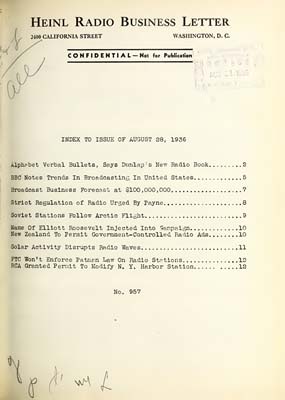 all
HEINL RADIO BUSINESS LETTER
2400 CALIFORNIA STREET WASHINGTON, D. C.
CONFIDENTIAL—Not for Publication
INDEX TO ISSUE OF AUGUST 28, 1936
Alphabet Verbal Bullets, Says Dunlap's New Radio Book........2
BBC Notes Trends In Broadcasting In United States............5
Broadcast Business Forecast at $100,000,000..................7
Strict Regulation of Radio Urged By Payne....................8
Soviet Stations Follow Arctic Flight.........................9
Name Of Elliott Roosevelt Injected Into Campaign............10
New Zealand To Permit Government-Controlled Radio Ads.......10
Solar Activity Disrupts Radio Waves.........................11
FTC Won't Enforce Patman Law On Radio Stations..............12
RCA Granted Permit To Modify N. Y. Harbor Station...... .....12
No. 957